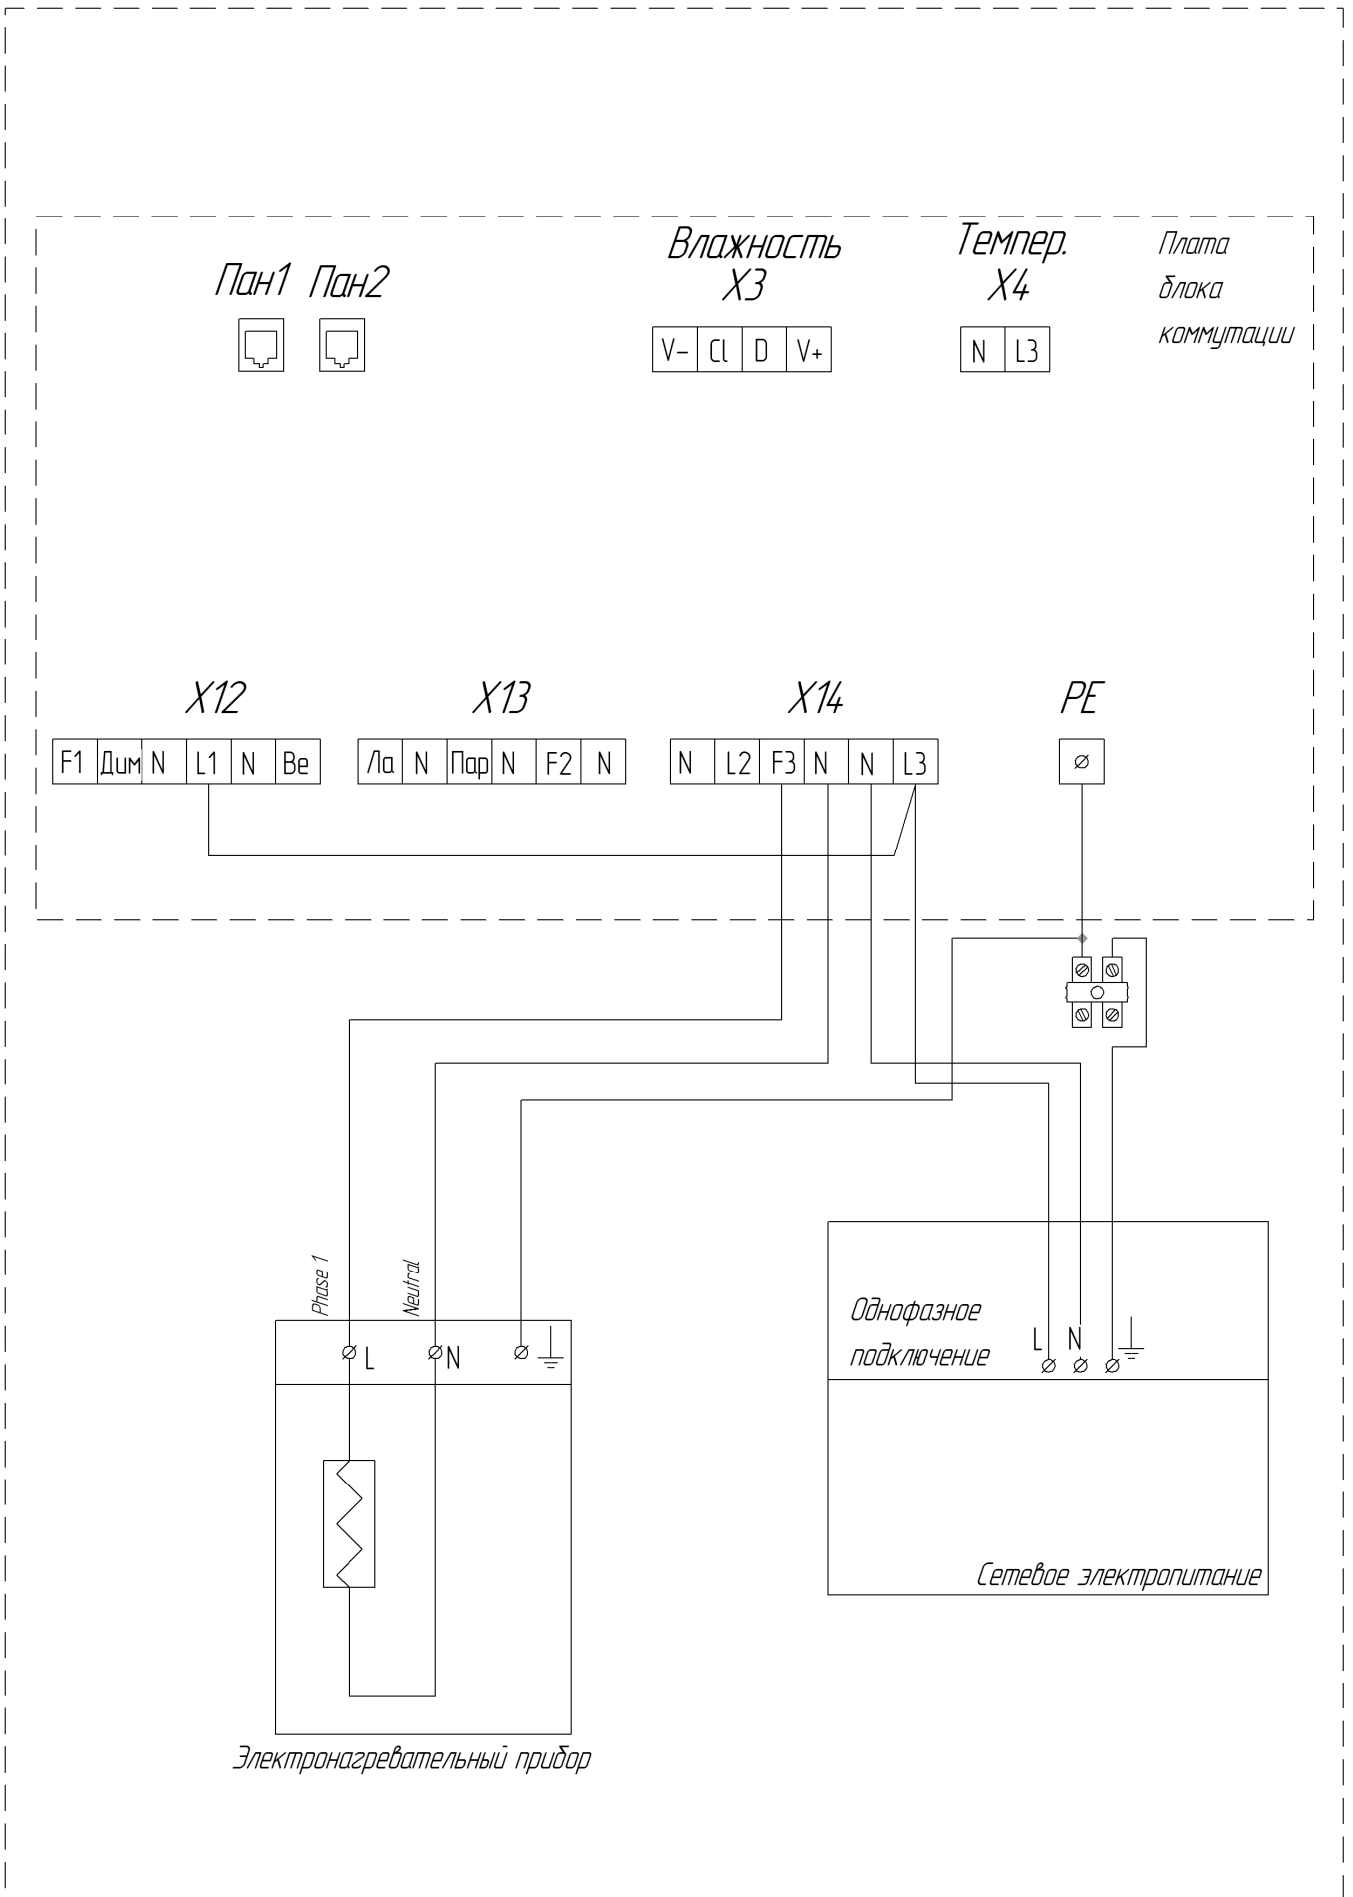 Пан1 Пан2
Влажность
X3
V- Cl D V+
Темпер.
X4
N L3
Плата
блока
коммутации
X12
F1 Дим N L1 N Ве
X13
Ла N Пар N F2 N
X14
N L2 F3 N N L3
PE
Phase 1
Neutral
L N
Электронагревательный прибор
Однофазное
подключение
L N
Сетевое электропитание